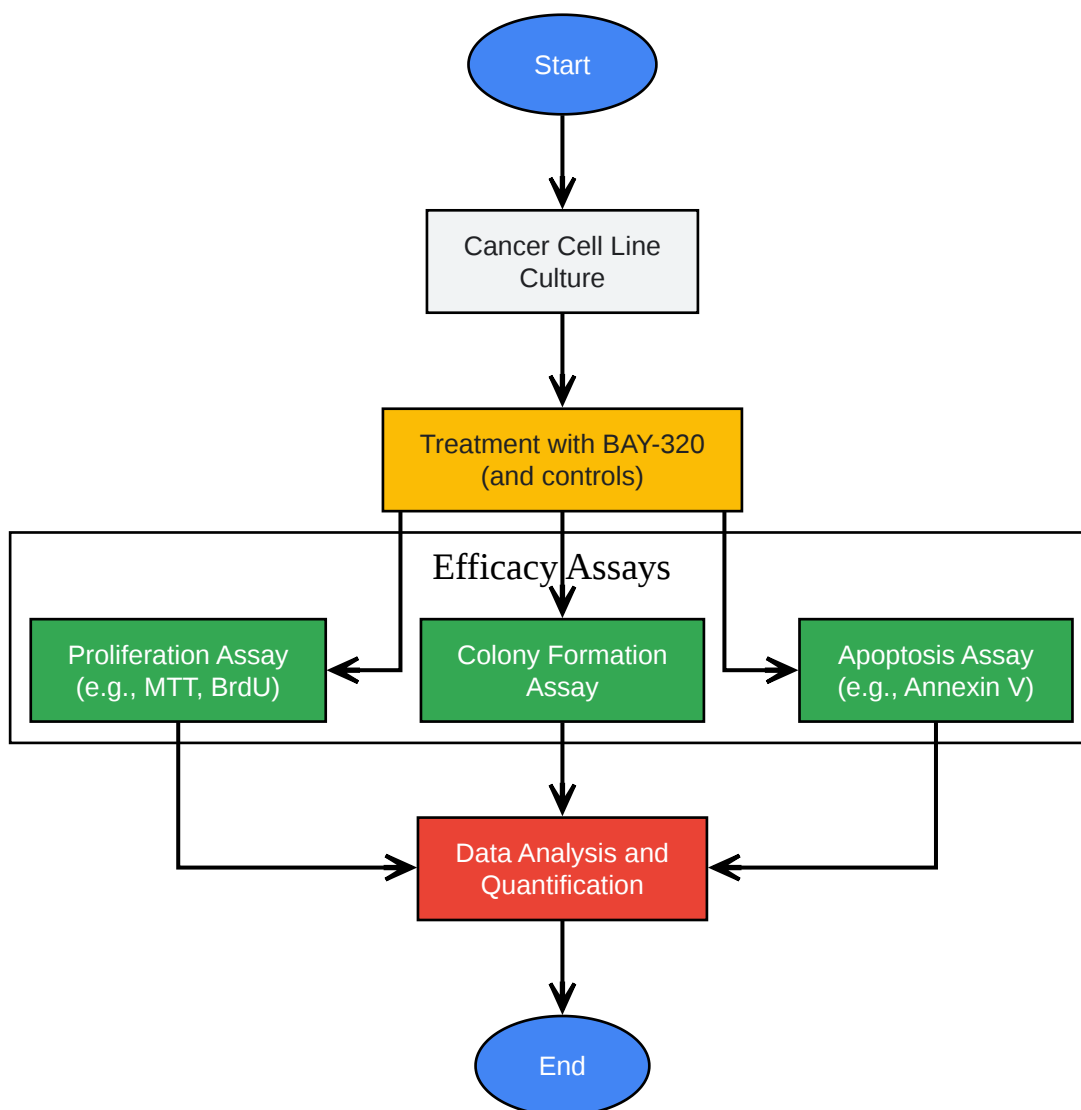 Start
Cancer Cell Line
Culture
Treatment with BAY-320
(and controls)
Efficacy Assays
Proliferation Assay
(e.g., MTT, BrdU)
Colony Formation
Assay
Apoptosis Assay
(e.g., Annexin V)
Data Analysis and
Quantification
End